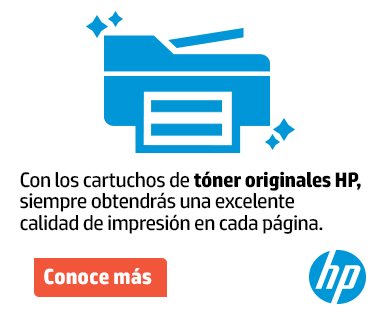 Con los cartuchos de tóner originales HP,
siempre obtendrás una excelente
calidad de impresión en cada página.
Conoce más
hp